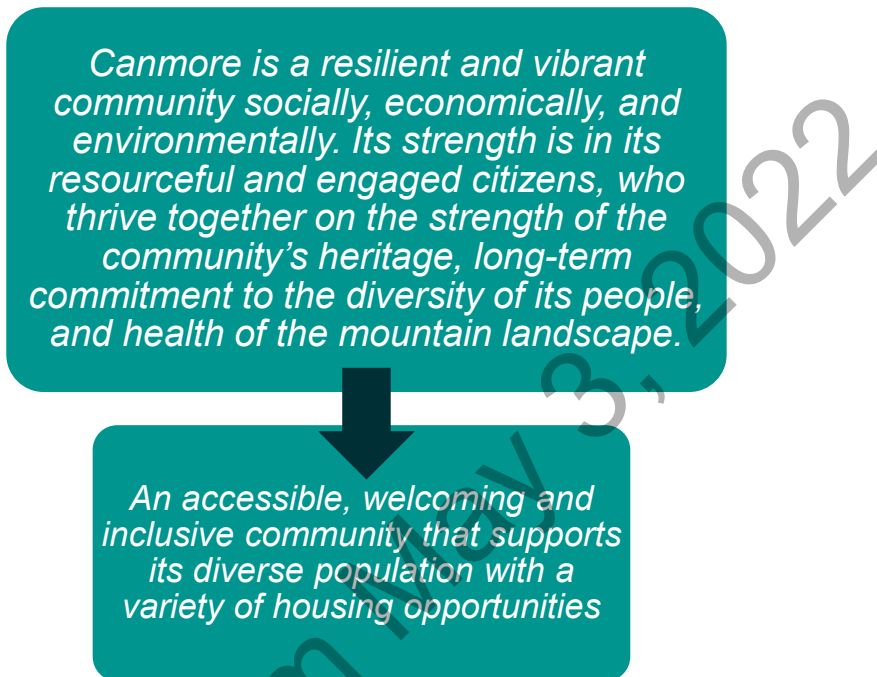 Canmore is a resilient and vibrant
community socially, economically, and
environmentally. Its strength is in its
resourceful and engaged citizens, who
thrive together on the strength of the
community's heritage, long-term
commitment to the diversity of its people,
and health of the mountain landscape.
An accessible, welcoming and
inclusive community that supports
its diverse population with a
variety of housing opportunities
May 3, 2022